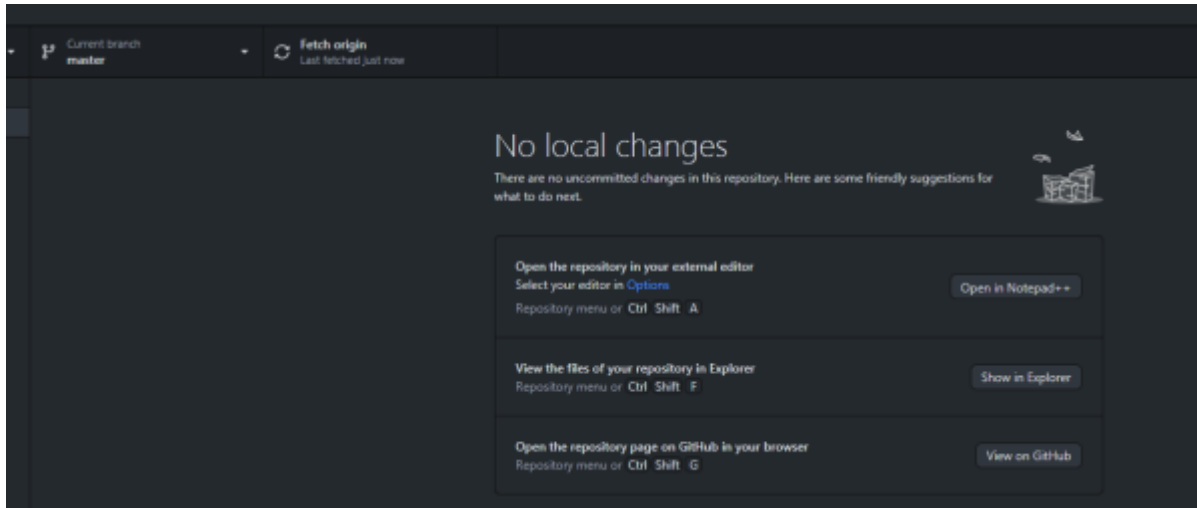 Current branch
master
Fetch origin
Last fetched just now
No local changes
There are no uncommitted changes in this repository. Here are some friendly suggestions for
what to do next.
Open the repository in your external editor
Select your editor in Options
Repository menu or Ctrl Shift A
Open in Notepad++
View the files of your repository in Explorer
Repository menu or Ctrl Shift F
Show in Explorer
Open the repository page on GitHub in your browser
Repository menu or Ctrl Shift G
View on GitHub